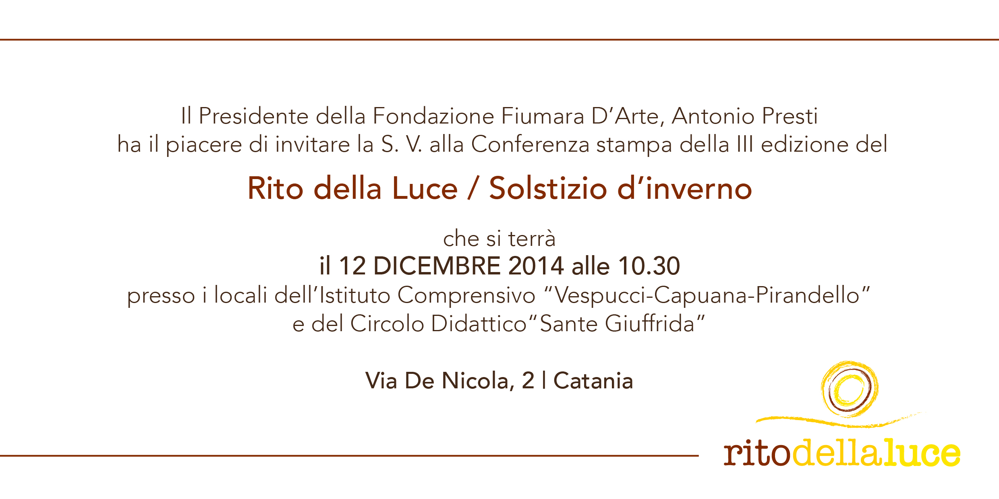 Il Presidente della Fondazione Fiumara D’Arte, Antonio Presti
ha il piacere di invitare la S. V. alla Conferenza stampa della III edizione del
Rito della Luce / Solstizio d’inverno
che si terrà
il 12 DICEMBRE 2014 alle 10.30
presso i locali dell’Istituto Comprensivo “Vespucci-Capuana-Pirandello”
e del Circolo Didattico“Sante Giuffrida”
Via De Nicola, 2 | Catania
ritodellaluce